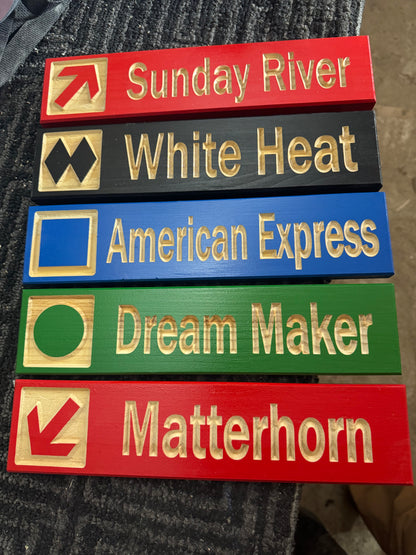 Sunday River
White Heat
American Express
Dream Maker
Matterhorn